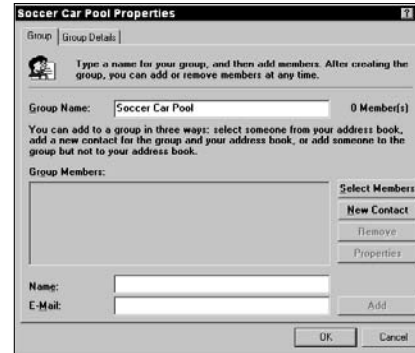 Soccer Car Pool Properties
Group
Group Details
Type a name for your group, and then add members. After creating the
group, you can add or remove members at any time.
Group Name:
Soccer Car Pool
0 Member(s)
You can add to a group in three ways: select someone from your address book,
add a new contact for the group and your address book, or add someone to the
group but not to your address book.
Group Members:
Select Members
New Contact
Remove
Properties
Name:
E-Mail:
Add
OK
Cancel